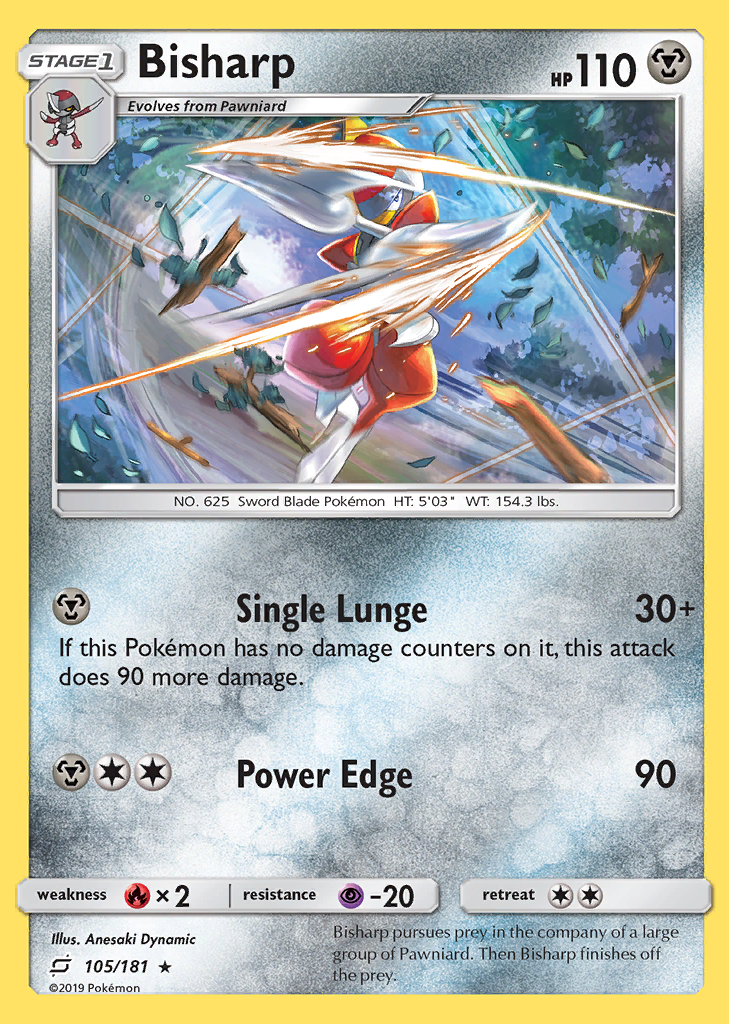 STAGE1
Bisharp
HP110
Evolves from Pawniard
NO. 625 Sword Blade Pokémon HT: 5'03" WT: 154.3 lbs.
Single Lunge 30+
If this Pokémon has no damage counters on it, this attack
does 90 more damage.
Power Edge 90
weakness ×2 resistance -20 retreat
Illus. Anesaki Dynamic
105/181 ★
©2019 Pokémon
Bisharp pursues prey in the company of a large
group of Pawniard. Then Bisharp finishes off
the prey.